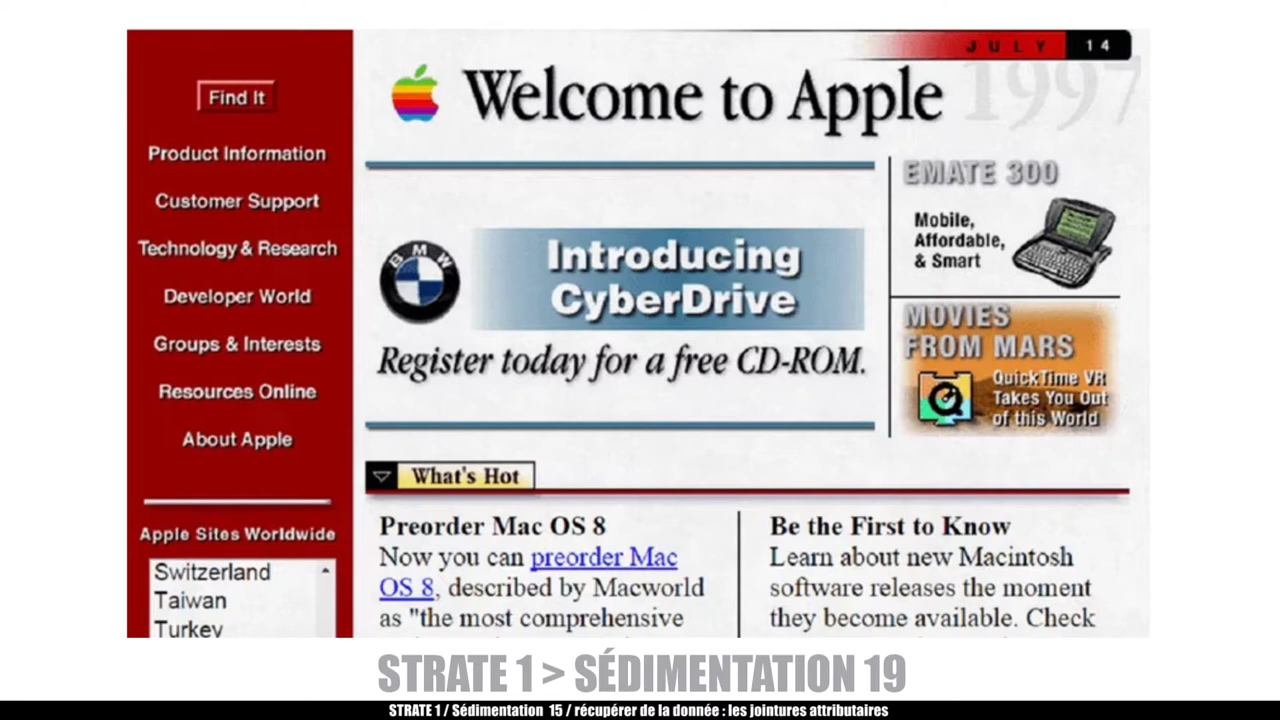 JULY 14
1997
Welcome to Apple
Find It
Product Information
Customer Support
Technology & Research
Developer World
Groups & Interests
Resources Online
About Apple
Apple Sites Worldwide
Switzerland
Taiwan
Turkey
BMW
Introducing
CyberDrive
Register today for a free CD-ROM.
EMATE 300
Mobile,
Affordable,
& Smart
MOVIES
FROM MARS
QuickTime VR
Takes You Out
of this World
What's Hot
Preorder Mac OS 8
Now you can preorder Mac
OS 8, described by Macworld
as "the most comprehensive
Be the First to Know
Learn about new Macintosh
software releases the moment
they become available. Check
STRATE 1 > SÉDIMENTATION 19
STRATE 1 / Sédimentation 15 / récupérer de la donnée : les jointures attributaires